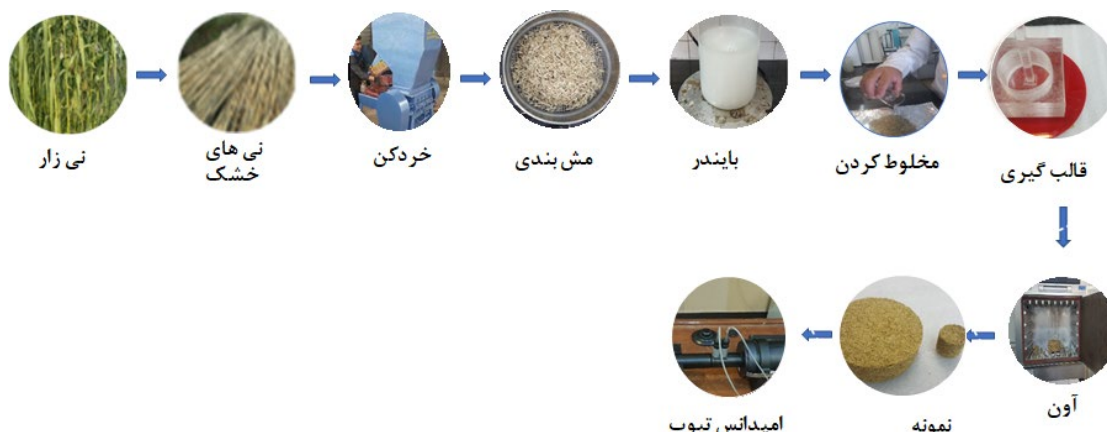 نی زار
نی های
خشک
خردکن
مش بندی
بایندر
مخلوط کردن
قالب گیری
آون
نمونه
امپدانس تیوب